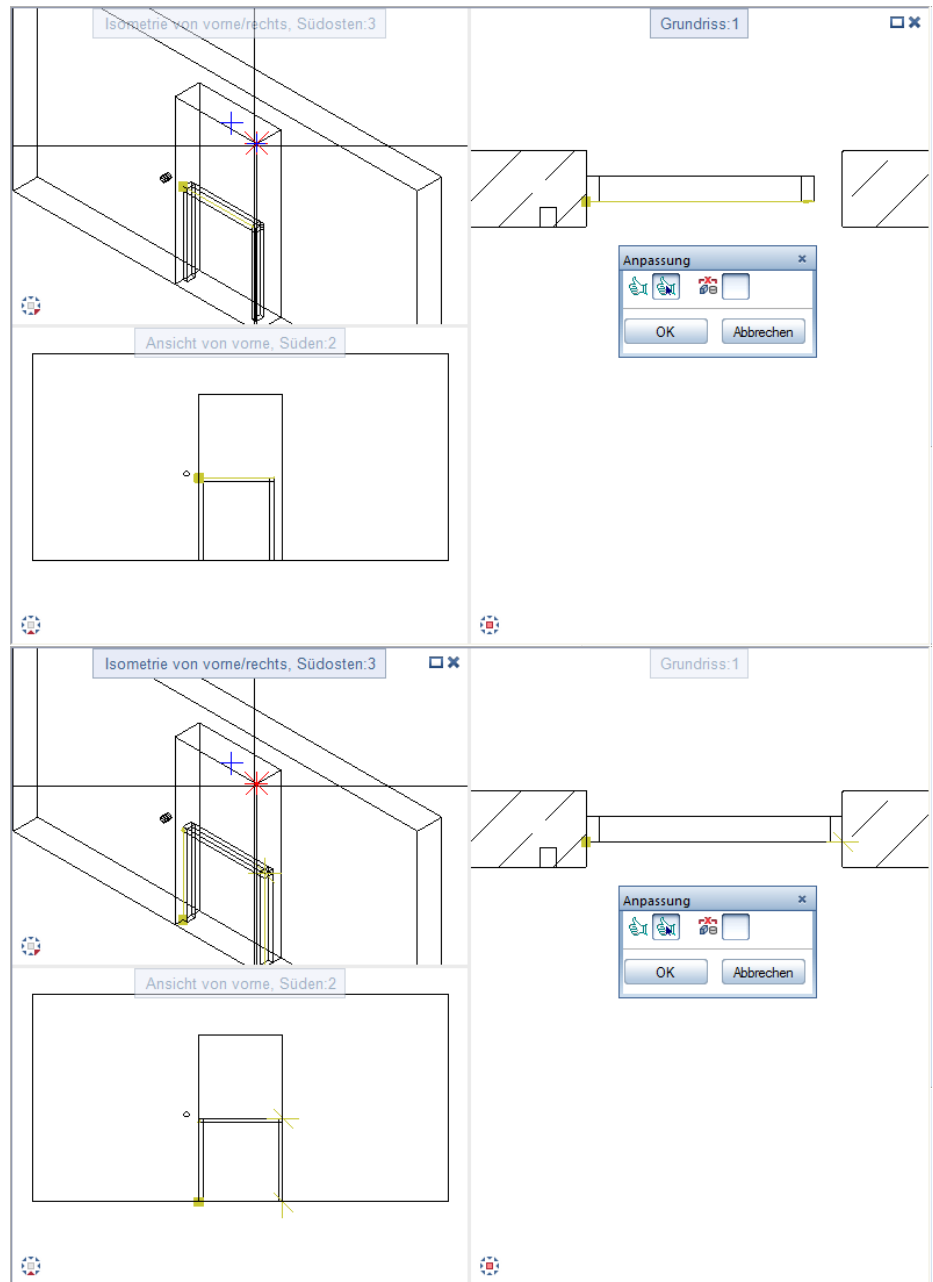 Isometrie von vorne/rechts, Südosten:3
Grundriss:1
Anpassung
OK
Abbrechen
Ansicht von vorne, Süden:2
Isometrie von vorne/rechts, Südosten:3
Grundriss:1
Anpassung
OK
Abbrechen
Ansicht von vorne, Süden:2